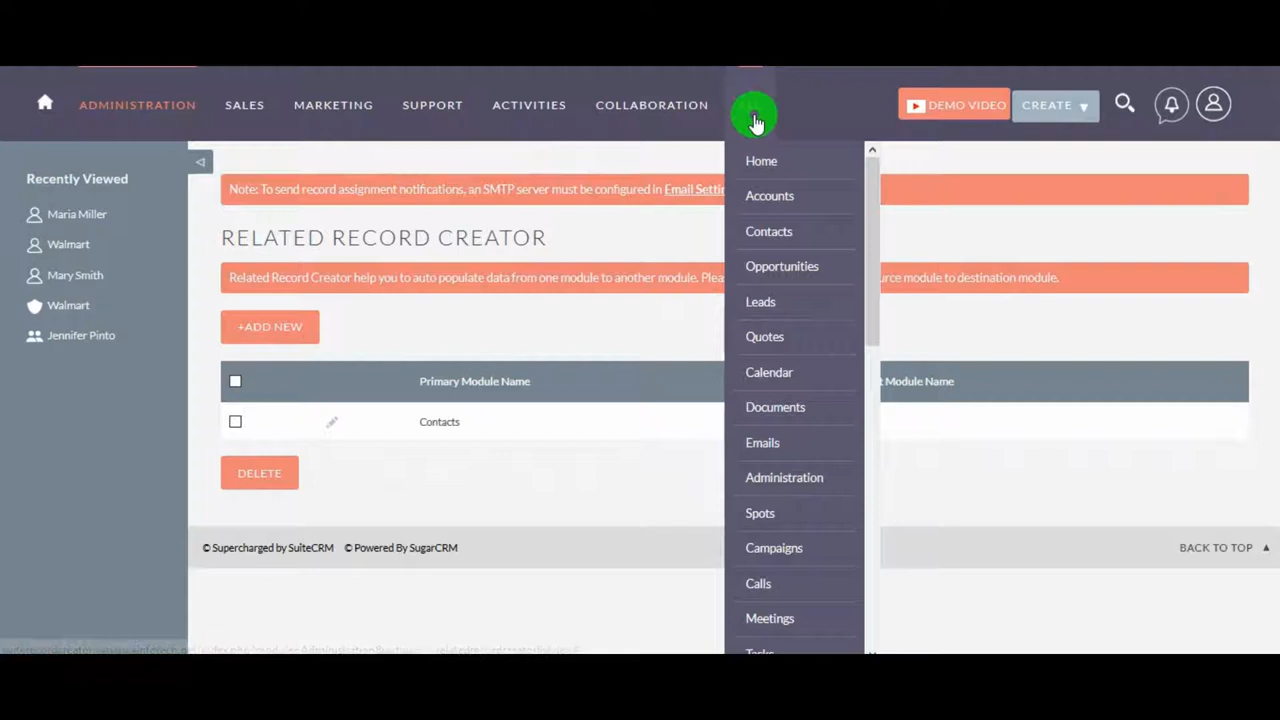 ADMINISTRATION SALES MARKETING SUPPORT ACTIVITIES COLLABORATION DEMO VIDEO CREATE
Recently Viewed
Maria Miller
Walmart
Mary Smith
Walmart
Jennifer Pinto
Note: To send record assignment notifications, an SMTP server must be configured in Email
RELATED RECORD CREATOR
Related Record Creator help you to auto populate data from one module to another module. module to destination module.
+ADD NEW
Primary Module Name Module Name
Contacts
DELETE
© Supercharged by SuiteCRM © Powered By SugarCRM
BACK TO TOP
Home
Accounts
Contacts
Opportunities
Leads
Quotes
Calendar
Documents
Emails
Administration
Spots
Campaigns
Calls
Meetings
Tasks